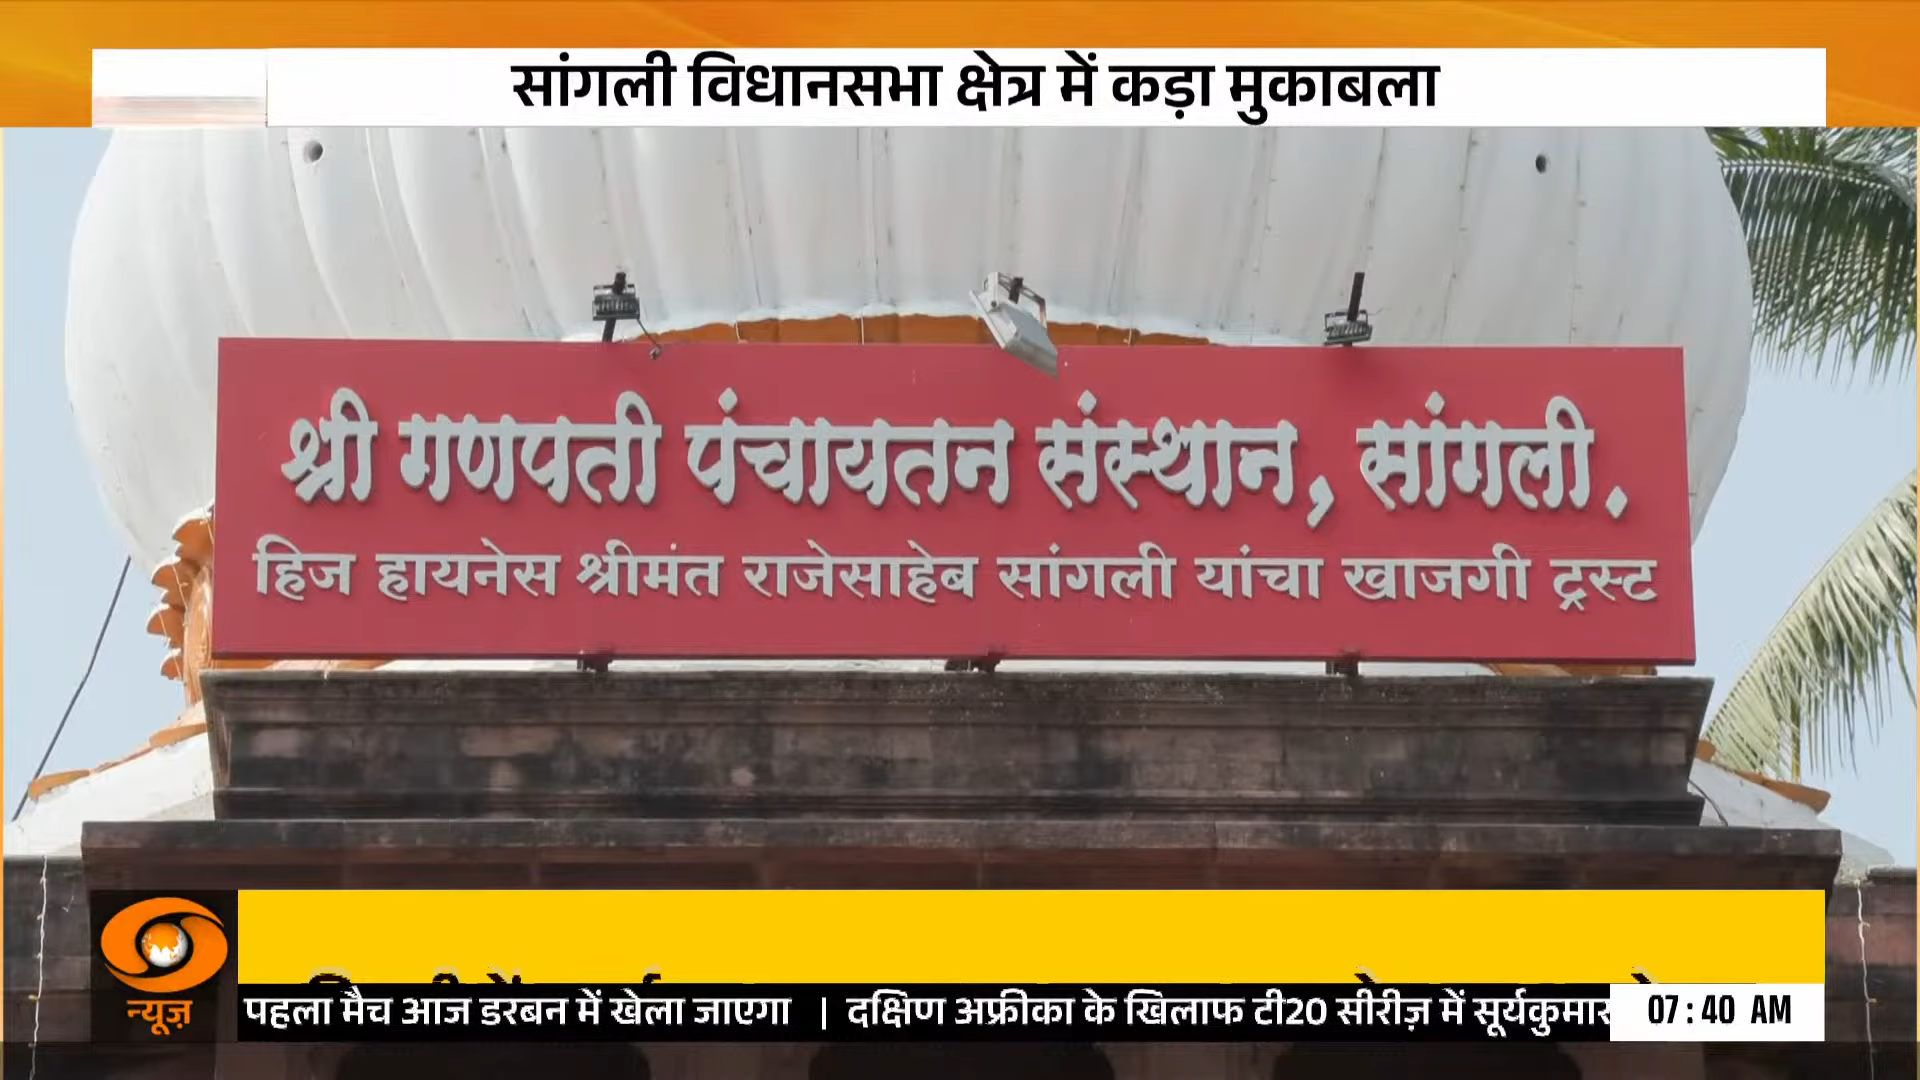 सांगली विधानसभा क्षेत्र में कड़ा मुकाबला
श्री गणपती पंचायतन संस्थान, सांगली.
हिज हायनेस श्रीमंत राजेसाहेब सांगली यांचा खाजगी ट्रस्ट
न्यूज़
पहला मैच आज डरबन में खेला जाएगा | दक्षिण अफ्रीका के खिलाफ टी20 सीरीज़ में सूर्यकुमार
07:40 AM